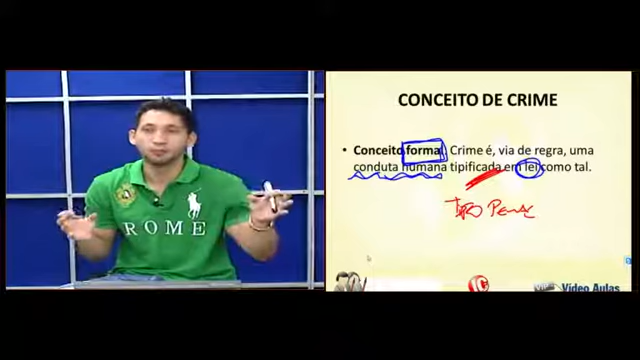 ROME
CONCEITO DE CRIME
• Conceito formal: Crime é, via de regra, uma
conduta humana tipificada em lei como tal.
Tipo Penal
Vídeo Aulas